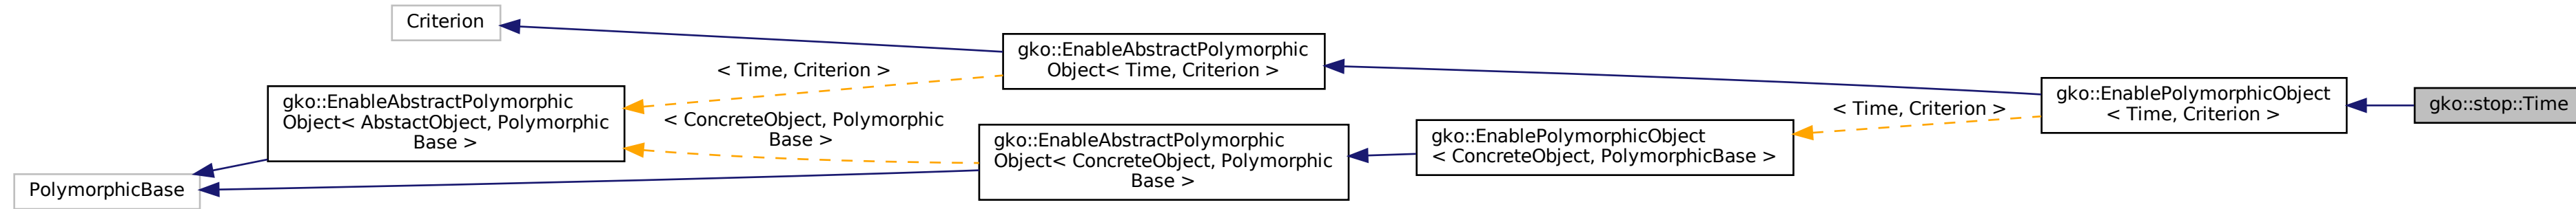 Criterion
gko::EnableAbstractPolymorphic
Object< Time, Criterion >
< Time, Criterion >
gko::EnablePolymorphicObject
< Time, Criterion >
gko::stop::Time
gko::EnableAbstractPolymorphic
Object< AbstactObject, Polymorphic
Base >
< ConcreteObject, Polymorphic
Base >
< Time, Criterion >
gko::EnablePolymorphicObject
< ConcreteObject, PolymorphicBase >
gko::EnableAbstractPolymorphic
Object< ConcreteObject, Polymorphic
Base >
PolymorphicBase